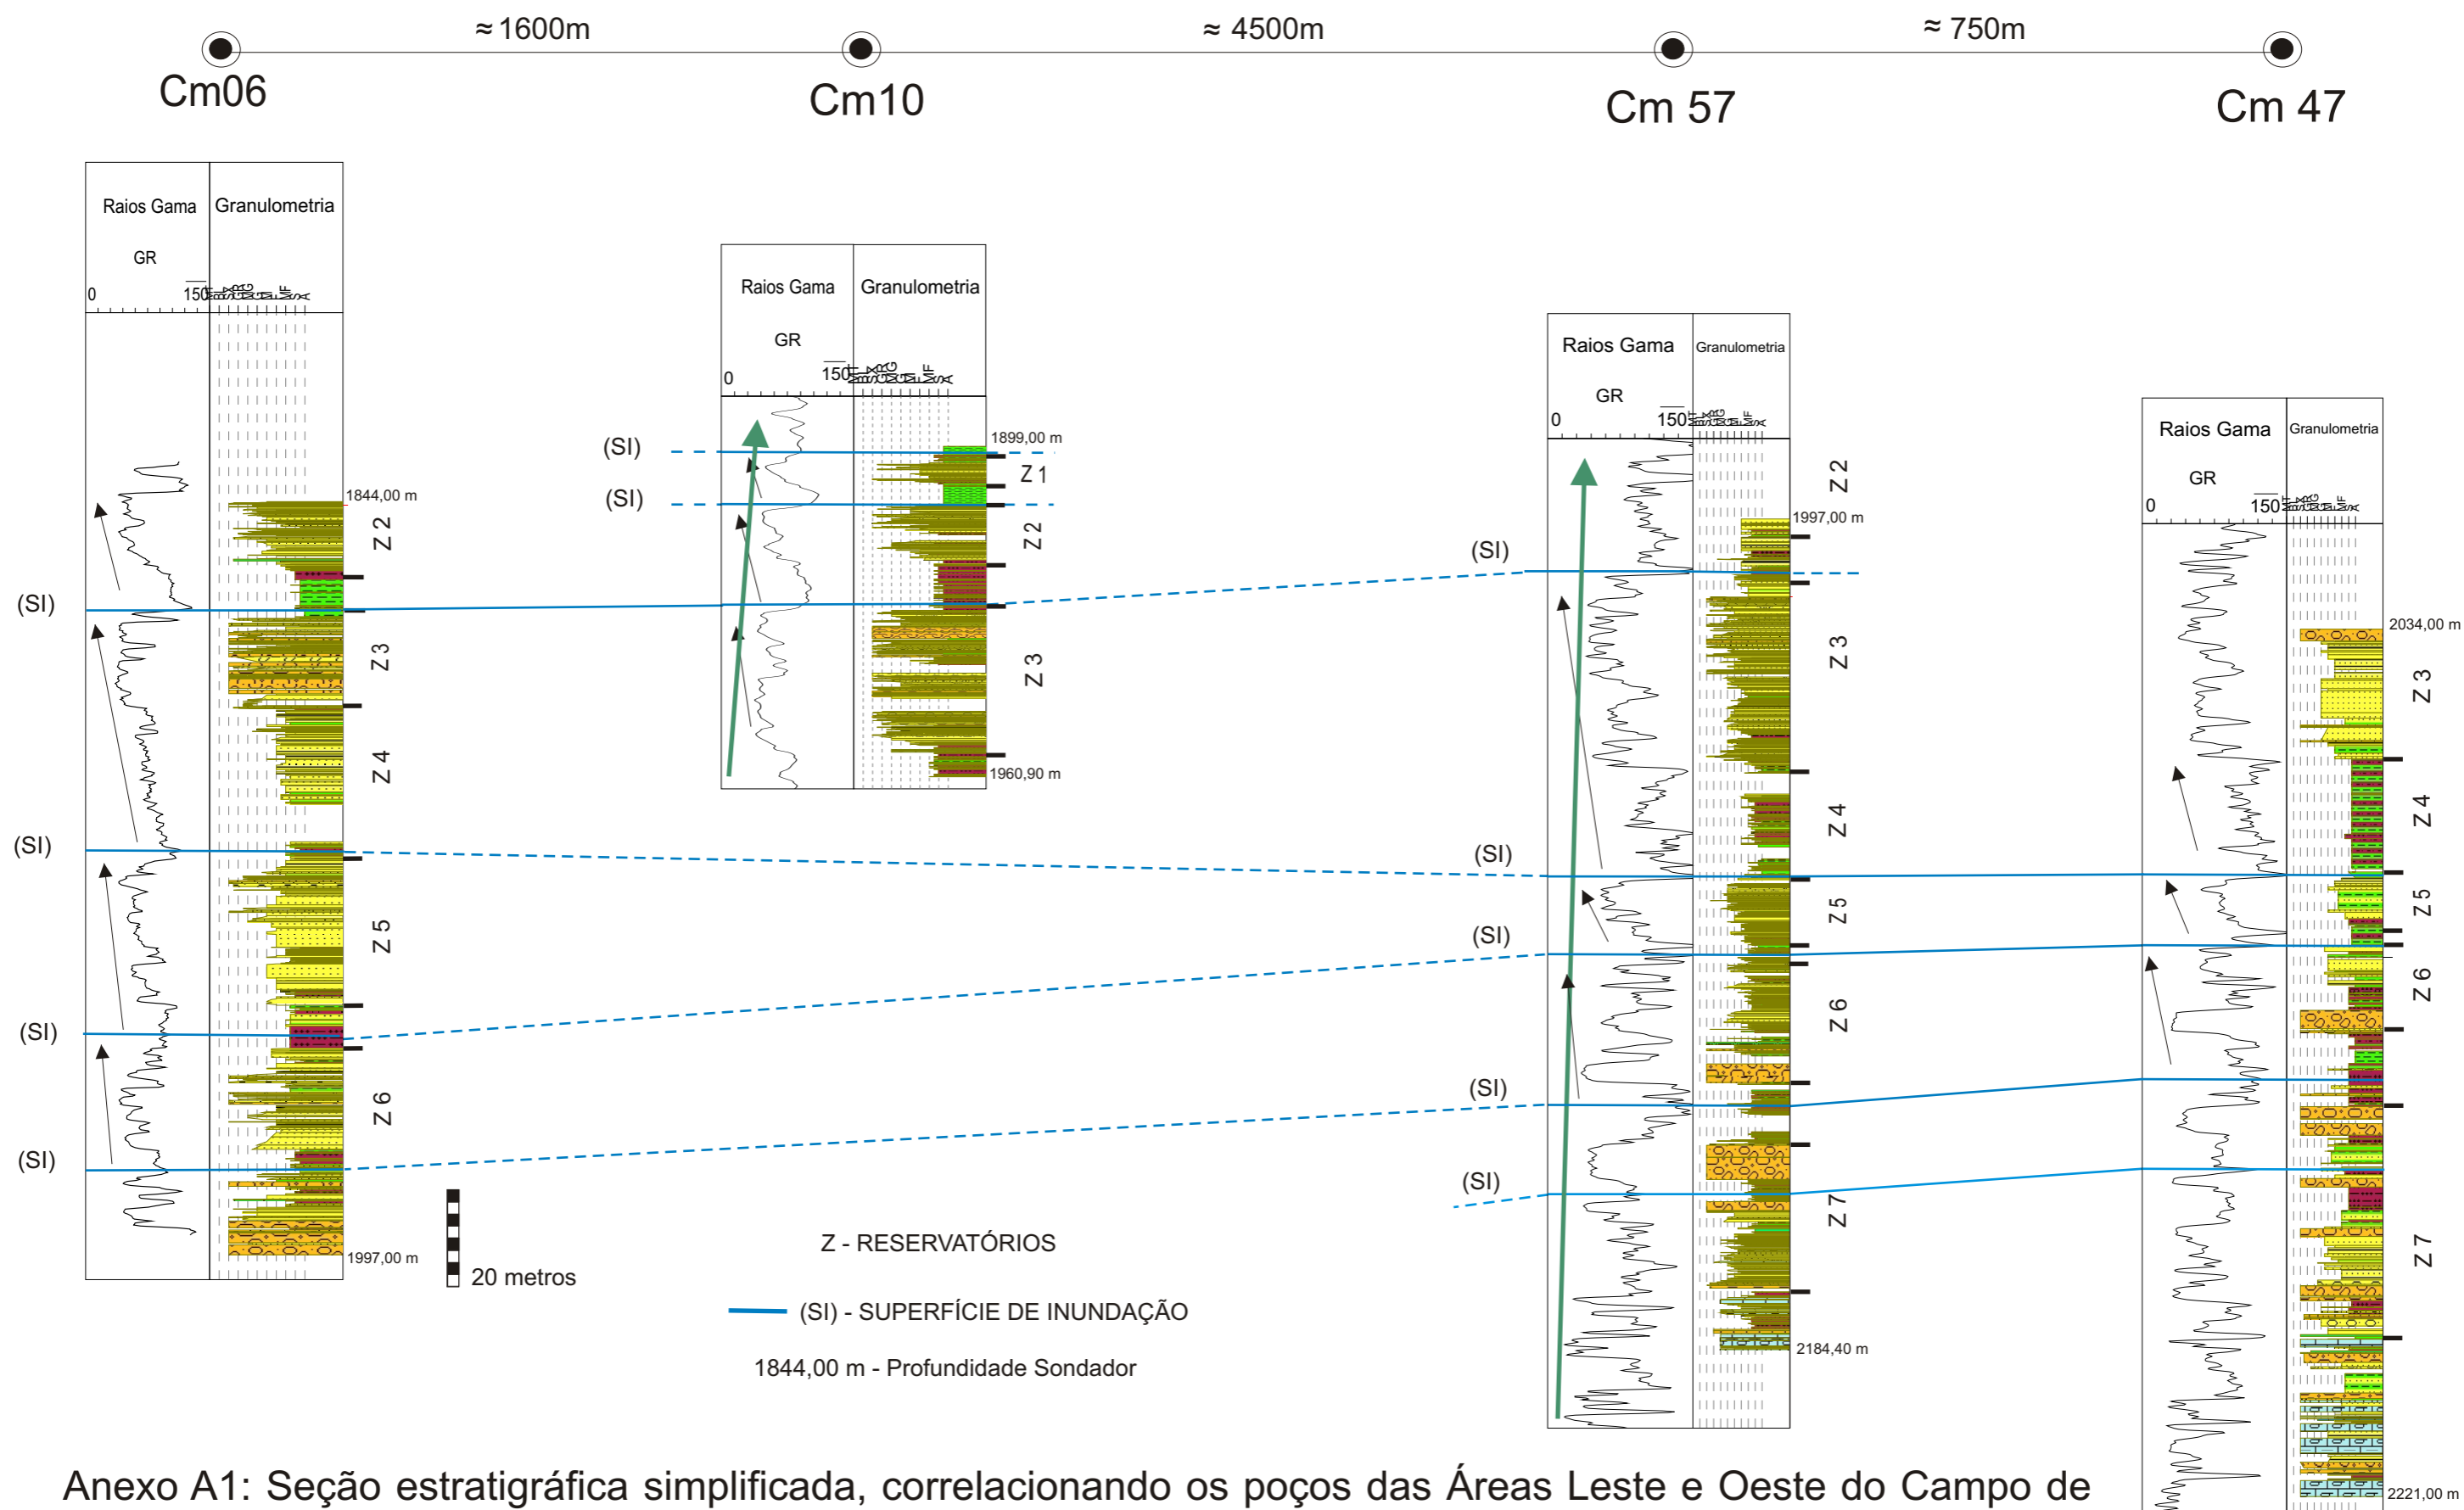 ≈ 1600m
≈ 4500m
≈ 750m
Cm06
Cm10
Cm 57
Cm 47
Raios Gama
Granulometria
GR
0
150
1844,00 m
Z 2
Z 3
Z 4
Z 5
Z 6
1997,00 m
(SI)
(SI)
(SI)
(SI)
Raios Gama
Granulometria
GR
0
150
(SI)
(SI)
1899,00 m
Z 1
Z 2
Z 3
1960,90 m
Raios Gama
Granulometria
GR
0
150
Z 2
1997,00 m
(SI)
Z 3
Z 4
(SI)
Z 5
(SI)
Z 6
(SI)
(SI)
Z 7
2184,40 m
Raios Gama
Granulometria
GR
0
150
2034,00 m
Z 3
Z 4
Z 5
Z 6
Z 7
2221,00 m
20 metros
Z - RESERVATÓRIOS
(SI) - SUPERFÍCIE DE INUNDAÇÃO
1844,00 m - Profundidade Sondador
Anexo A1: Seção estratigráfica simplificada, correlacionando os poços das Áreas Leste e Oeste do Campo de